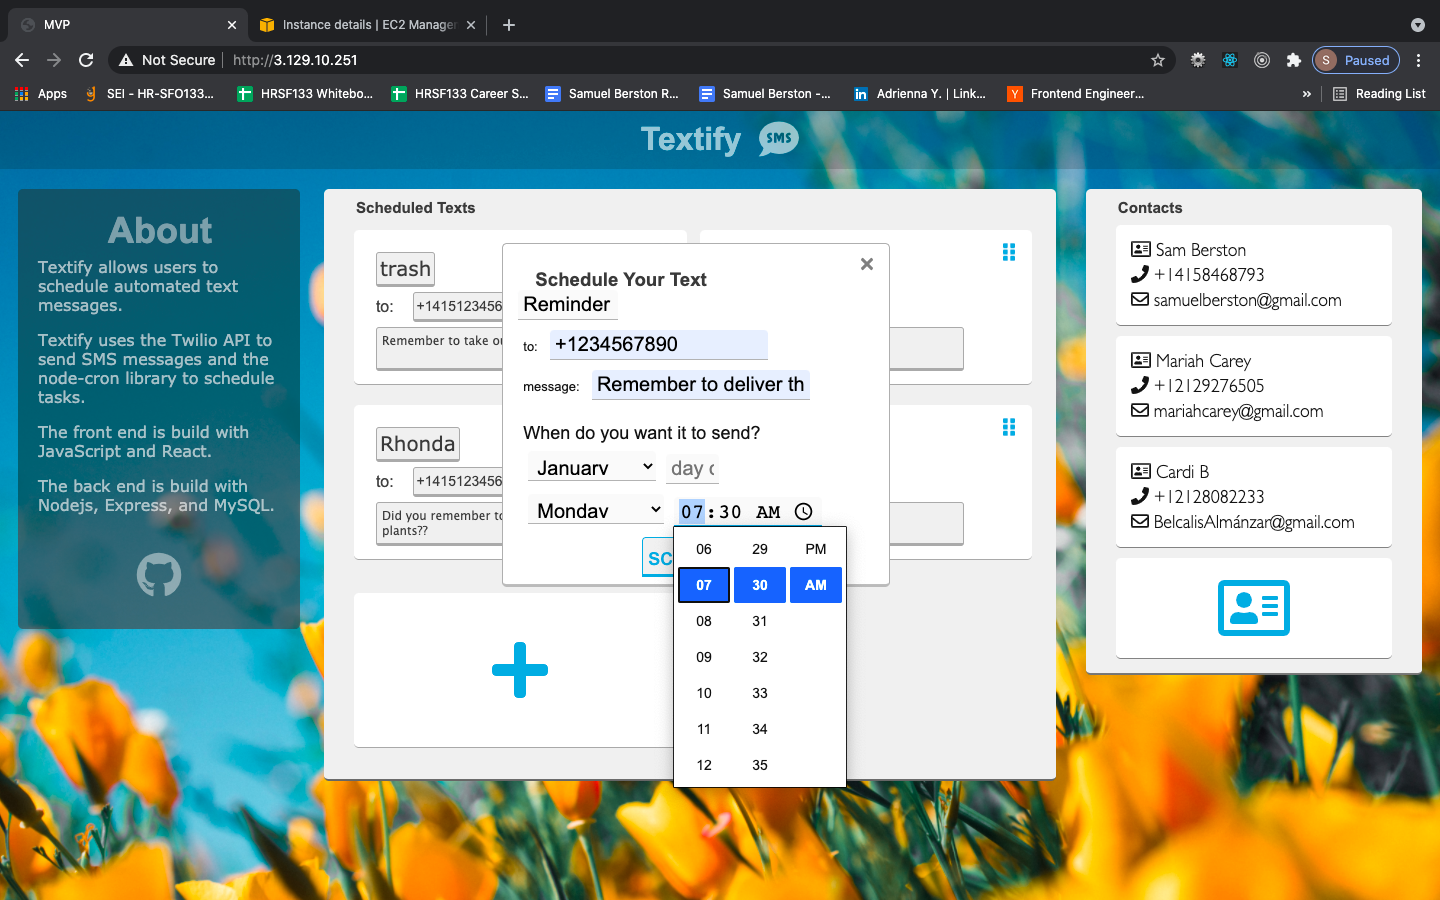 MVP
Instance details | EC2 Manager
Not Secure
http://3.129.10.251
S
Paused
Apps
SEI - HR-SFO133...
HRSF133 Whitebo...
HRSF133 Career S...
Samuel Berston R...
Samuel Berston -...
in
Adrienna Y. | Link...
Y
Frontend Engineer...
»
Reading List
Textify
SMS
About
Textify allows users to
schedule automated text
messages.
Textify uses the Twilio API to
send SMS messages and the
node-cron library to schedule
tasks.
The front end is build with
JavaScript and React.
The back end is build with
Nodejs, Express, and MySQL.
Scheduled Texts
trash
to:
+1415123456
Remember to take ou
Rhonda
to:
+1415123456
Did you remember to
plants??
Schedule Your Text
Reminder
to:
+1234567890
message:
Remember to deliver th
When do you want it to send?
January
day o
Monday
07:30 AM
SC
06 29 PM
07 30 AM
08 31
09 32
10 33
11 34
12 35
Contacts
Sam Berston
+14158468793
samuelberston@gmail.com
Mariah Carey
+12129276505
mariahcarey@gmail.com
Cardi B
+12128082233
BelcalisAlmánzar@gmail.com